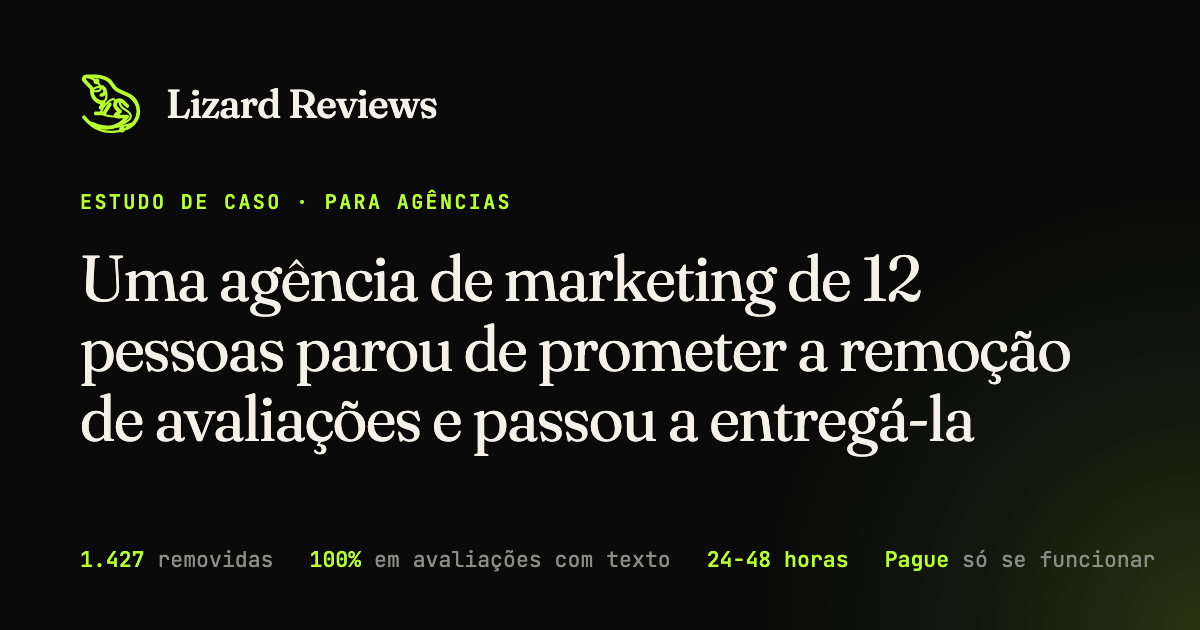 Lizard Reviews
ESTUDO DE CASO · PARA AGÊNCIAS
Uma agência de marketing de 12
pessoas parou de prometer a remoção
de avaliações e passou a entregá-la
1.427 removidas 100% em avaliações com texto 24-48 horas Pague só se funcionar